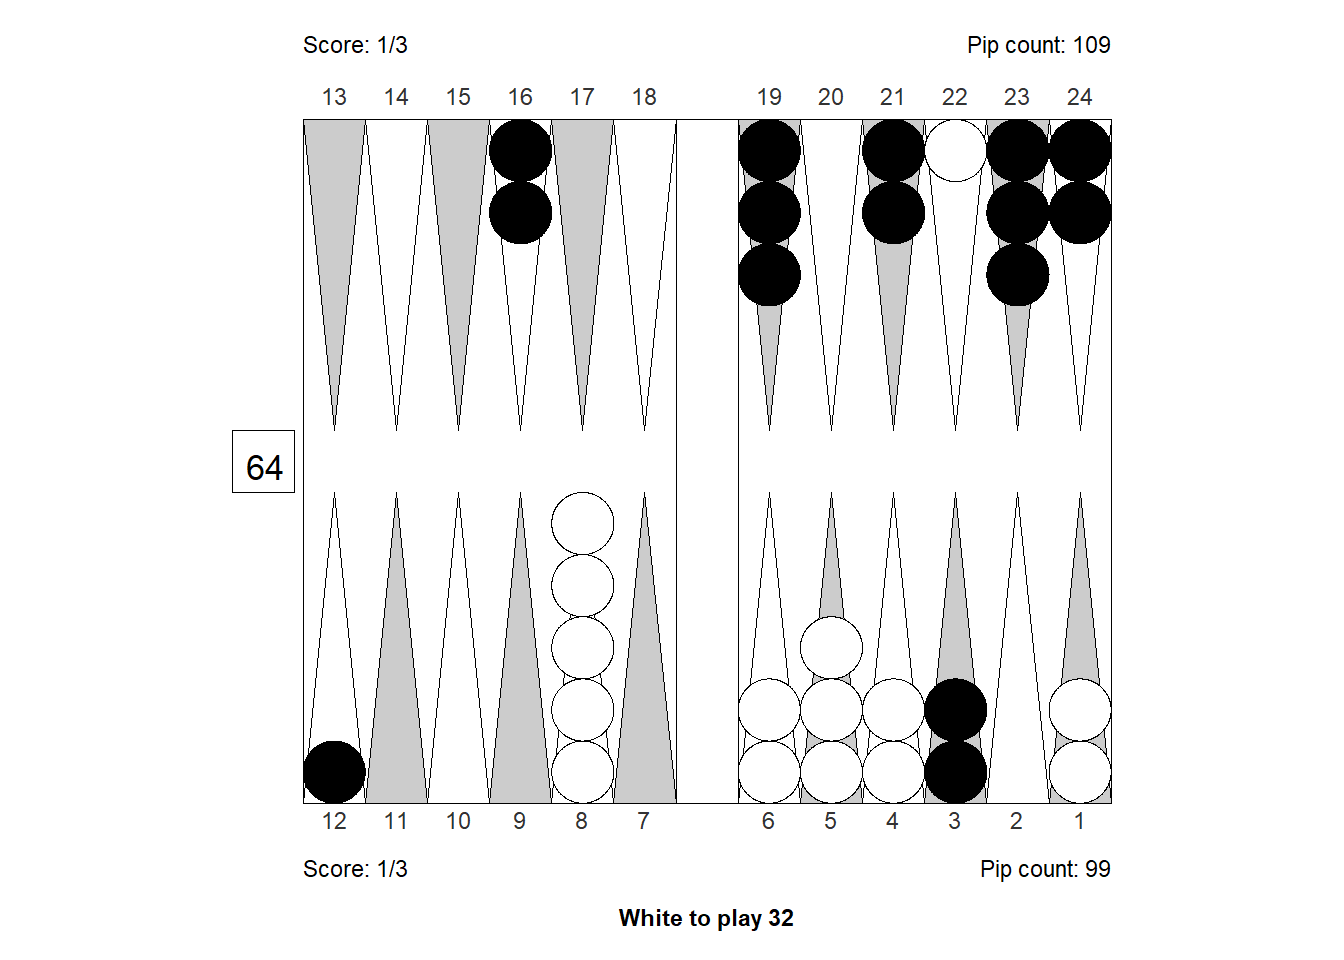 Score: 1/3 Pip count: 109
13 14 15 16 17 18 19 20 21 22 23 24
64
12 11 10 9 8 7 6 5 4 3 2 1
Score: 1/3 Pip count: 99
White to play 32